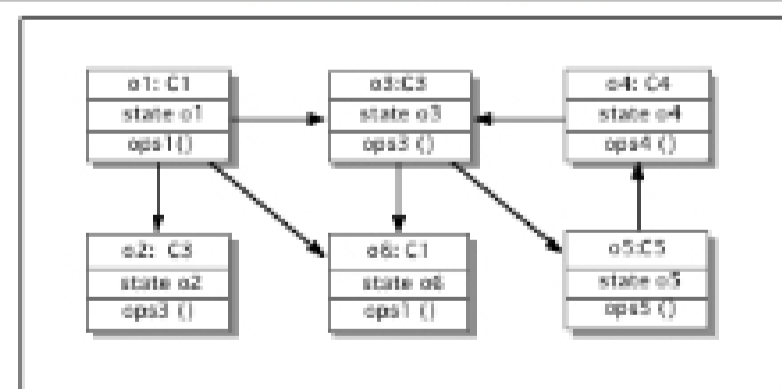 o1: C1
state o1
ops1()
o3:C3
state o3
ops3 ()
o4: C4
state o4
ops4 ()
o2: C3
state o2
ops3 ()
o6: C1
state o6
ops1 ()
o5:C5
state o5
ops5 ()